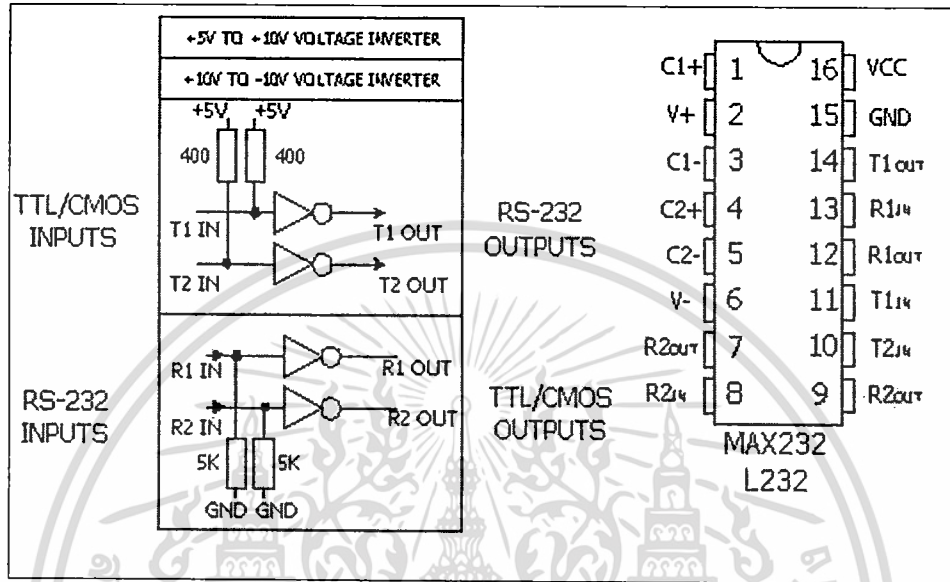 +5V TO +10V VOLTAGE INVERTER
+10V TO -10V VOLTAGE INVERTER
+5V +5V
400 400
TTL/CMOS
INPUTS
T1 IN T1 OUT
T2 IN T2 OUT
RS-232
OUTPUTS
RS-232
INPUTS
R1 IN R1 OUT
R2 IN R2 OUT
5K 5K
GND GND
TTL/CMOS
OUTPUTS
C1+ 1 16 VCC
V+ 2 15 GND
C1- 3 14 T1OUT
C2+ 4 13 R1IN
C2- 5 12 R1OUT
V- 6 11 T1IN
R2OUT 7 10 T2IN
R2IN 8 9 R2OUT
MAX232
L232